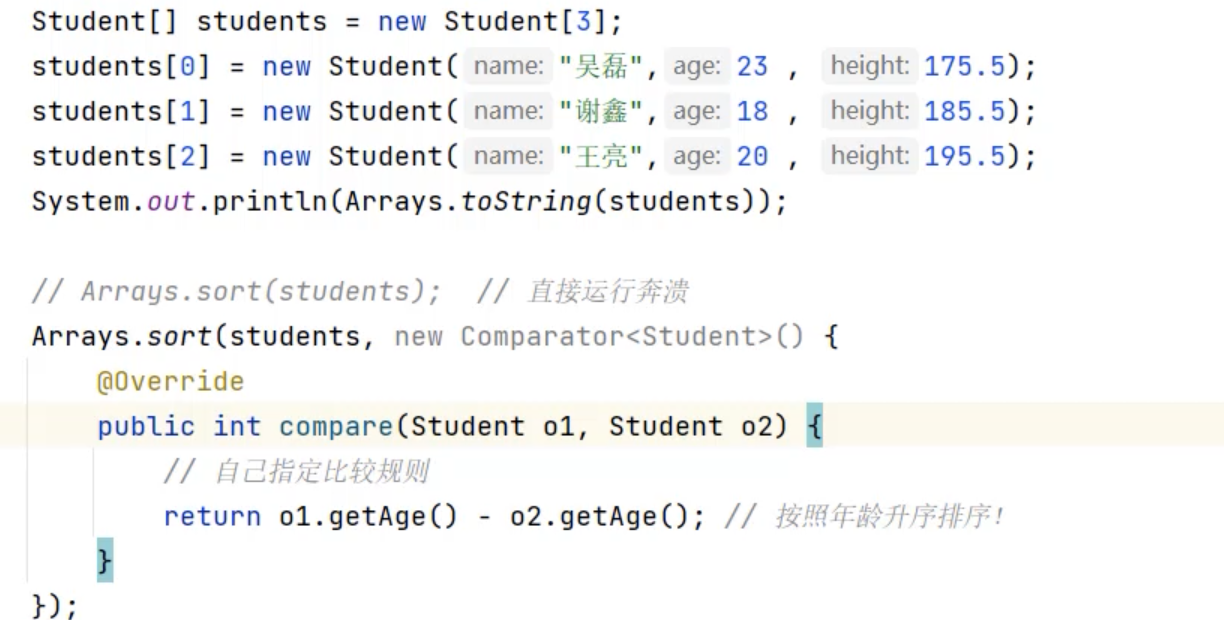 Student[] students = new Student[3];
students[0] = new Student( name: "吴磊", age: 23 , height: 175.5);
students[1] = new Student( name: "谢鑫", age: 18 , height: 185.5);
students[2] = new Student( name: "王亮", age: 20 , height: 195.5);
System.out.println(Arrays.toString(students));
// Arrays.sort(students); // 直接运行奔溃
Arrays.sort(students, new Comparator<Student>() {
@Override
public int compare(Student o1, Student o2) {
// 自己指定比较规则
return o1.getAge() - o2.getAge(); // 按照年龄升序排序！
}
});